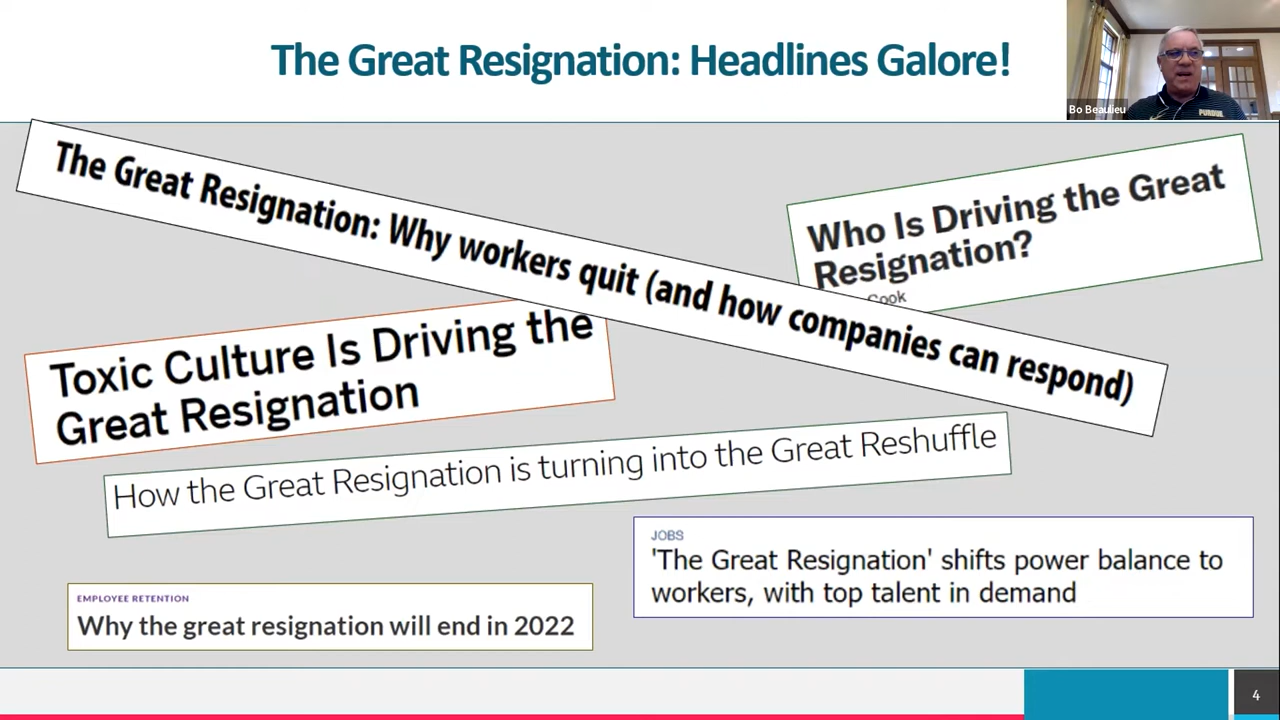 The Great Resignation: Headlines Galore!
Bo Beaulieu
PURDUE
The Great Resignation: Why workers quit (and how companies can respond)
Who Is Driving the Great
Resignation?
Cook
Toxic Culture Is Driving the
Great Resignation
How the Great Resignation is turning into the Great Reshuffle
JOBS
'The Great Resignation' shifts power balance to
workers, with top talent in demand
EMPLOYEE RETENTION
Why the great resignation will end in 2022
4